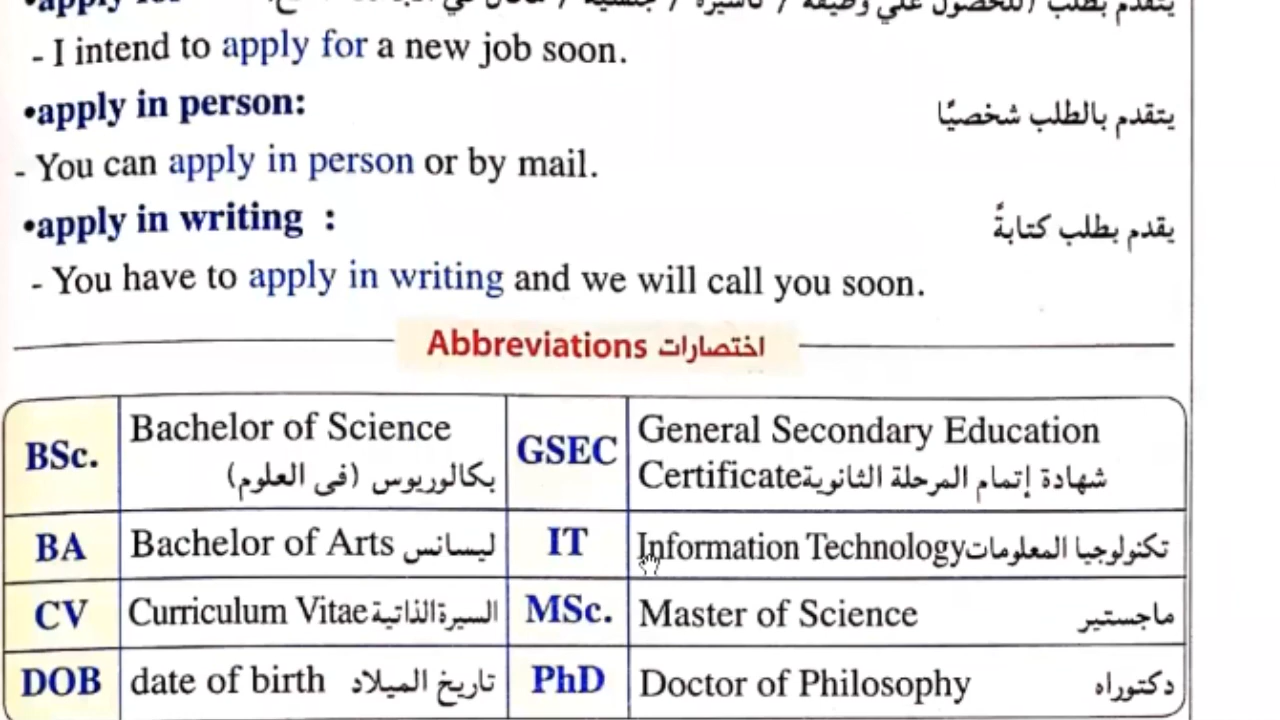 •apply for
- I intend to apply for a new job soon.
•apply in person: يتقدم بالطلب شخصيًا
- You can apply in person or by mail.
•apply in writing : يقدم بطلب كتابةً
- You have to apply in writing and we will call you soon.
Abbreviations اختصارات
BSc. Bachelor of Science
بكالوريوس (فى العلوم)
GSEC General Secondary Education
Certificate شهادة إتمام المرحلة الثانوية
BA Bachelor of Arts ليسانس
IT Information Technology تكنولوجيا المعلومات
CV Curriculum Vitae السيرة الذاتية
MSc. Master of Science ماجستير
DOB date of birth تاريخ الميلاد
PhD Doctor of Philosophy دكتوراه